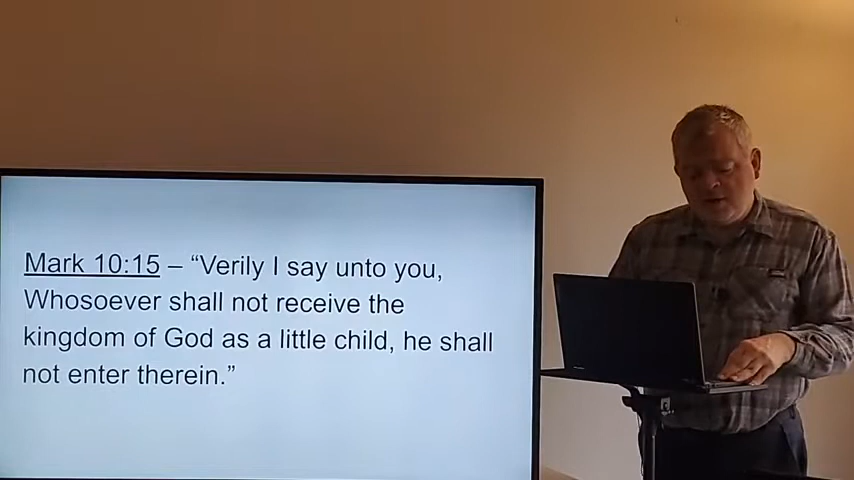 Mark 10:15 – “Verily I say unto you,
Whosoever shall not receive the
kingdom of God as a little child, he shall
not enter therein.”